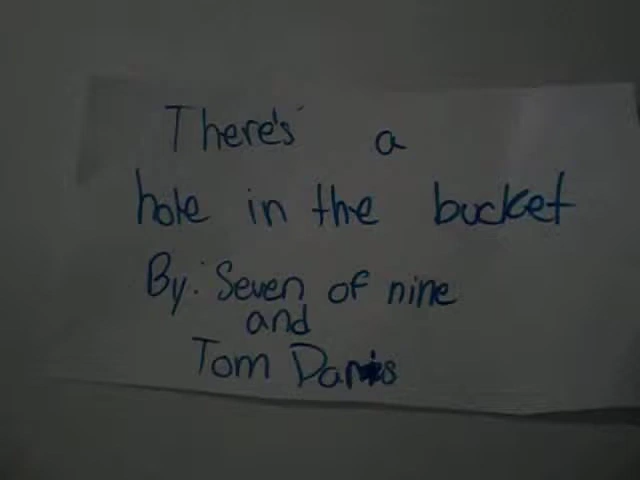 There's a
hole in the bucket
By: Seven of nine
and
Tom